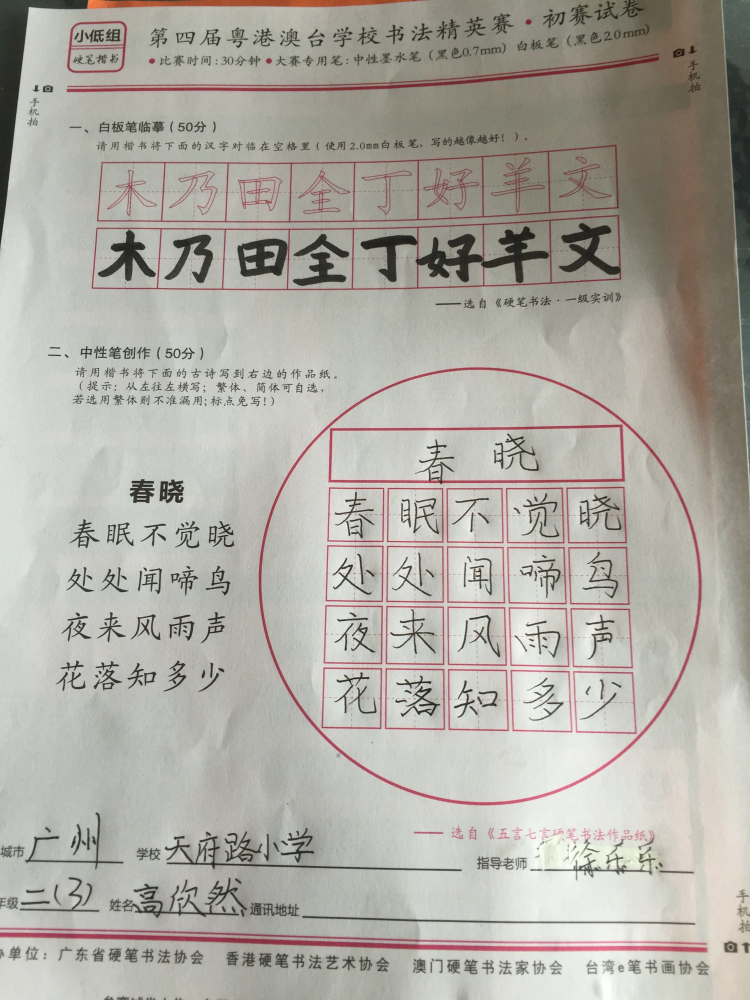 小低组
硬笔楷书
第四届粤港澳台学校书法精英赛·初赛试卷
●比赛时间:30分钟●大赛专用笔:中性墨水笔(黑色0.7mm) 白板笔(黑色2.0mm)
手机拍
手机拍
一、白板笔临摹(50分)
请用楷书将下面的汉字对临在空格里(使用2.0mm白板笔,写的越像越好!)。
木乃田全丁好羊文
木乃田全丁好羊文
——选自《硬笔书法·一级实训》
二、中性笔创作(50分)
请用楷书将下面的古诗写到右边的作品纸。
(提示:从左往左横写;繁体、简体可自选,
若选用繁体则不准漏用;标点免写!)
春晓
春眠不觉晓
处处闻啼鸟
夜来风雨声
花落知多少
春晓
春眠不觉晓
处处闻啼鸟
夜来风雨声
花落知多少
——选自《五言七言硬笔书法作品纸》
城市 广州 学校 天府路小学 指导老师 徐乐乐
年级 二(3) 姓名 高欣然 通讯地址
手机拍
办单位:广东省硬笔书法协会 香港硬笔书法艺术协会 澳门硬笔书法家协会 台湾e笔书画协会